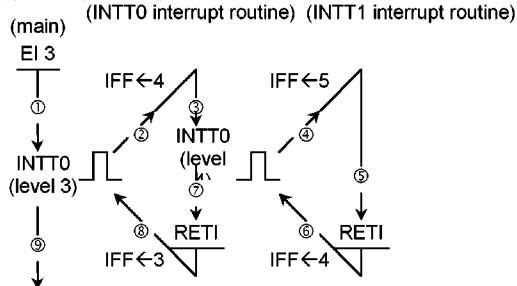 (INTT0 interrupt routine) (INTT1 interrupt routine)
(main)
EI 3
IFF←4
IFF←5
①
②
③
④
INTT0
(level 3)
INTT0
(level
⑤
⑦
⑨
⑧
RETI
⑥
RETI
IFF←3
IFF←4